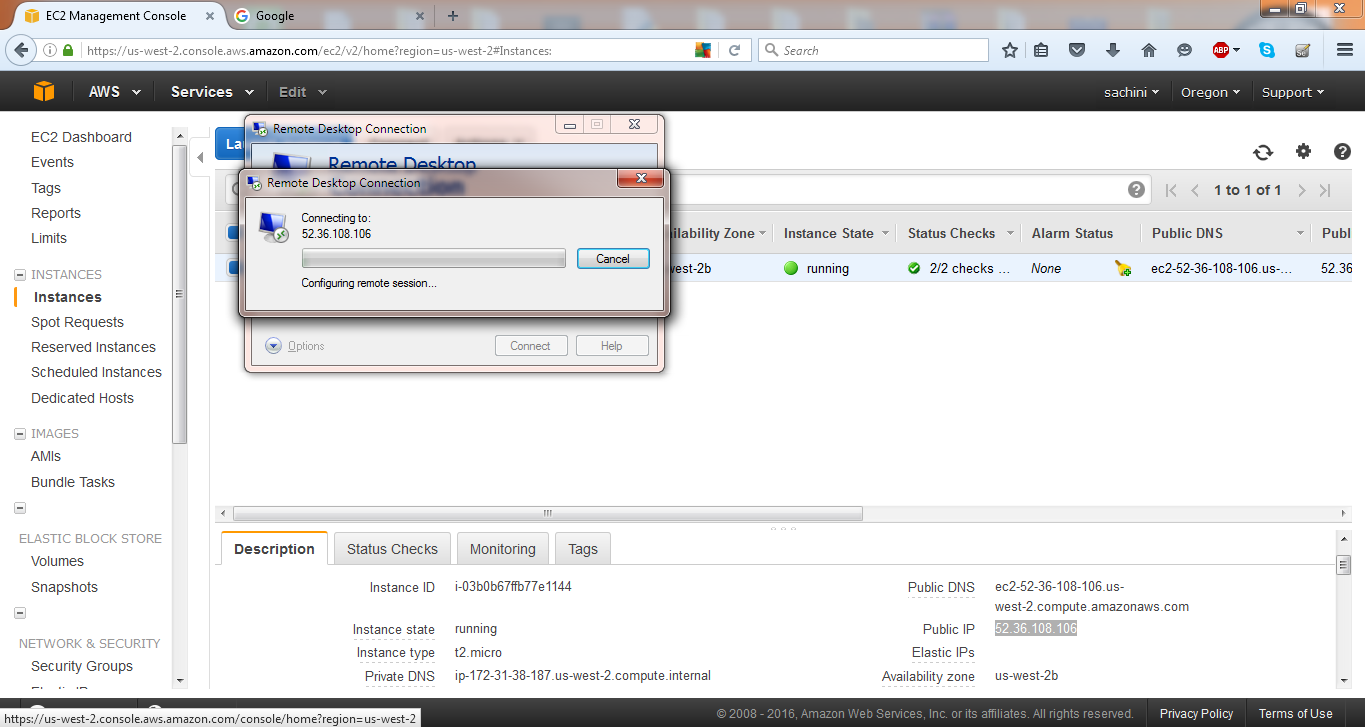 EC2 Management Console
Google
https://us-west-2.console.aws.amazon.com/ec2/v2/home?region=us-west-2#Instances:
Search
ABP
AWS
Services
Edit
sachini
Oregon
Support
EC2 Dashboard
Events
Tags
Reports
Limits
INSTANCES
Instances
Spot Requests
Reserved Instances
Scheduled Instances
Dedicated Hosts
IMAGES
AMIs
Bundle Tasks
ELASTIC BLOCK STORE
Volumes
Snapshots
NETWORK & SECURITY
Security Groups
Remote Desktop Connection
Remote Desktop
Remote Desktop Connection
Connecting to:
52.36.108.106
Cancel
Configuring remote session...
Options
Connect
Help
1 to 1 of 1
ilability Zone
Instance State
Status Checks
Alarm Status
Public DNS
Publ
west-2b
running
2/2 checks ...
None
ec2-52-36-108-106.us-...
52.36
Description
Status Checks
Monitoring
Tags
Instance ID
i-03b0b67ffb77e1144
Public DNS
ec2-52-36-108-106.us-
west-2.compute.amazonaws.com
Instance state
running
Public IP
52.36.108.106
Instance type
t2.micro
Elastic IPs
Private DNS
ip-172-31-38-187.us-west-2.compute.internal
Availability zone
us-west-2b
https://us-west-2.console.aws.amazon.com/console/home?region=us-west-2
© 2008 - 2016, Amazon Web Services, Inc. or its affiliates. All rights reserved.
Privacy Policy
Terms of Use